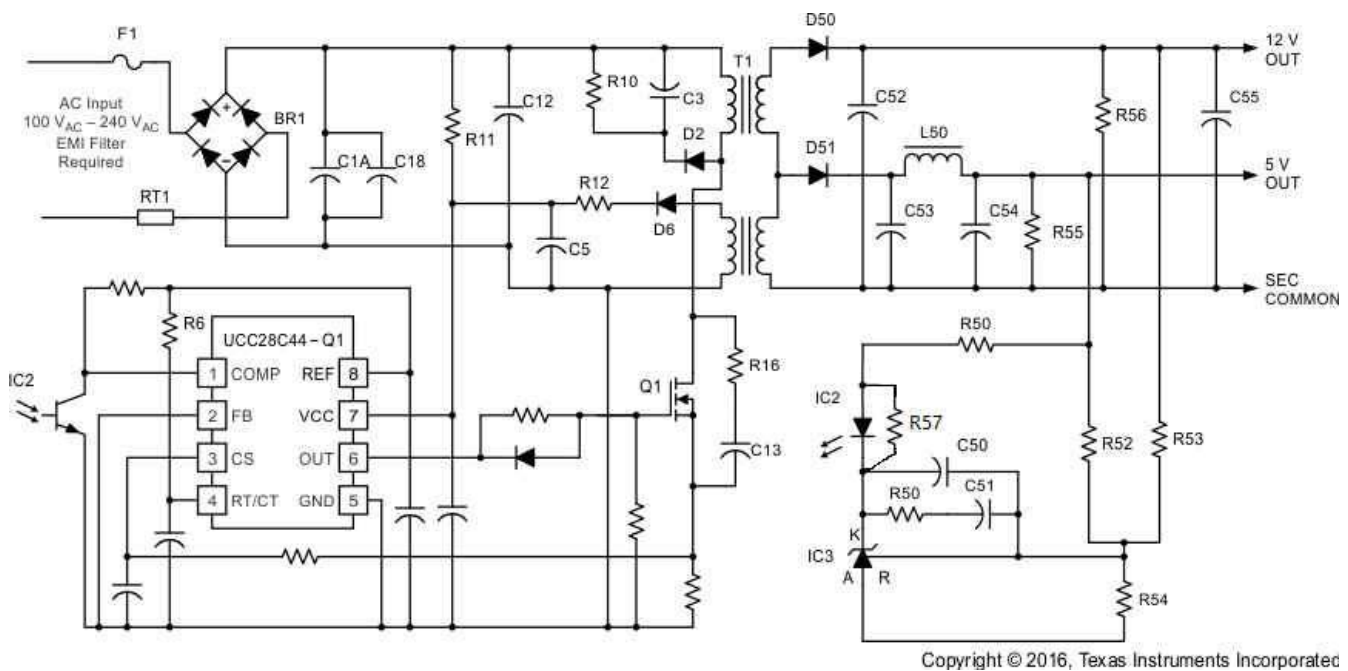 F1
AC Input
100 VAC – 240 VAC
EMI Filter
Required
BR1
RT1
C1A
C18
R11
C12
R10
C3
D2
T1
R12
D6
C5
D50
D51
C52
L50
C53
C54
R55
R56
C55
12 V
OUT
5 V
OUT
SEC
COMMON
R6
IC2
UCC28C44–Q1
1 COMP REF 8
2 FB VCC 7
3 CS OUT 6
4 RT/CT GND 5
Q1
R16
C13
R50
IC2
R57
C50
R50
C51
K
IC3
A
R
R52
R53
R54
Copyright © 2016, Texas Instruments Incorporated